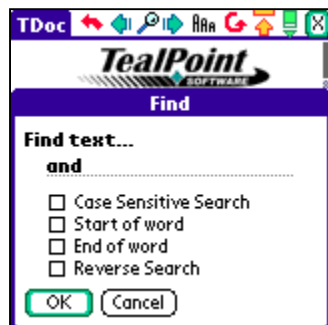 TDoc AAA
TealPoint
SOFTWARE
Find
Find text...
and
Case Sensitive Search
Start of word
End of word
Reverse Search
OK Cancel